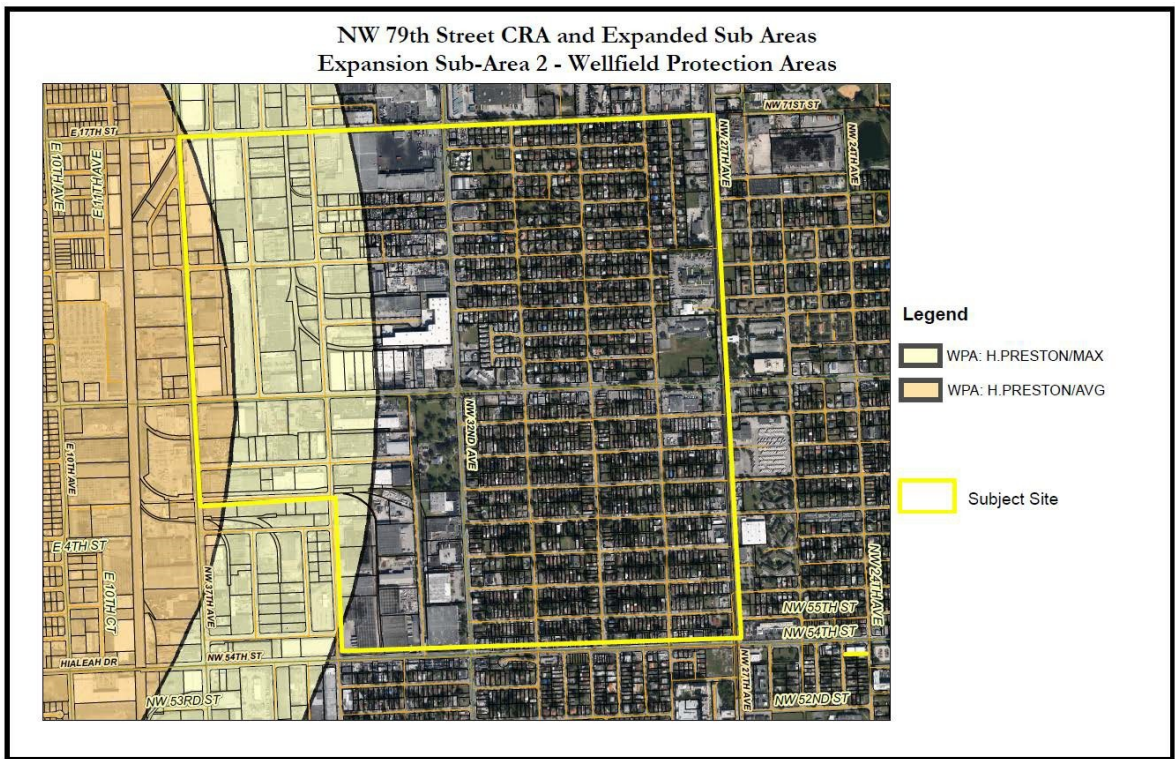 NW 79th Street CRA and Expanded Sub Areas
Expansion Sub-Area 2 - Wellfield Protection Areas
NW 71ST ST
E 17TH ST
E 10TH AVE
E 11TH AVE
NW 27TH AVE
NW 24TH AVE
Legend
WPA: H.PRESTON/MAX
WPA: H.PRESTON/AVG
NW 32ND AVE
E 10TH AVE
Subject Site
E 4TH ST
E 10TH CT
NW 37TH AVE
NW 24TH AVE
NW 55TH ST
NW 54TH ST
HIALEAH DR
NW 54TH ST
NW 27TH AVE
NW 53RD ST
NW 52ND ST